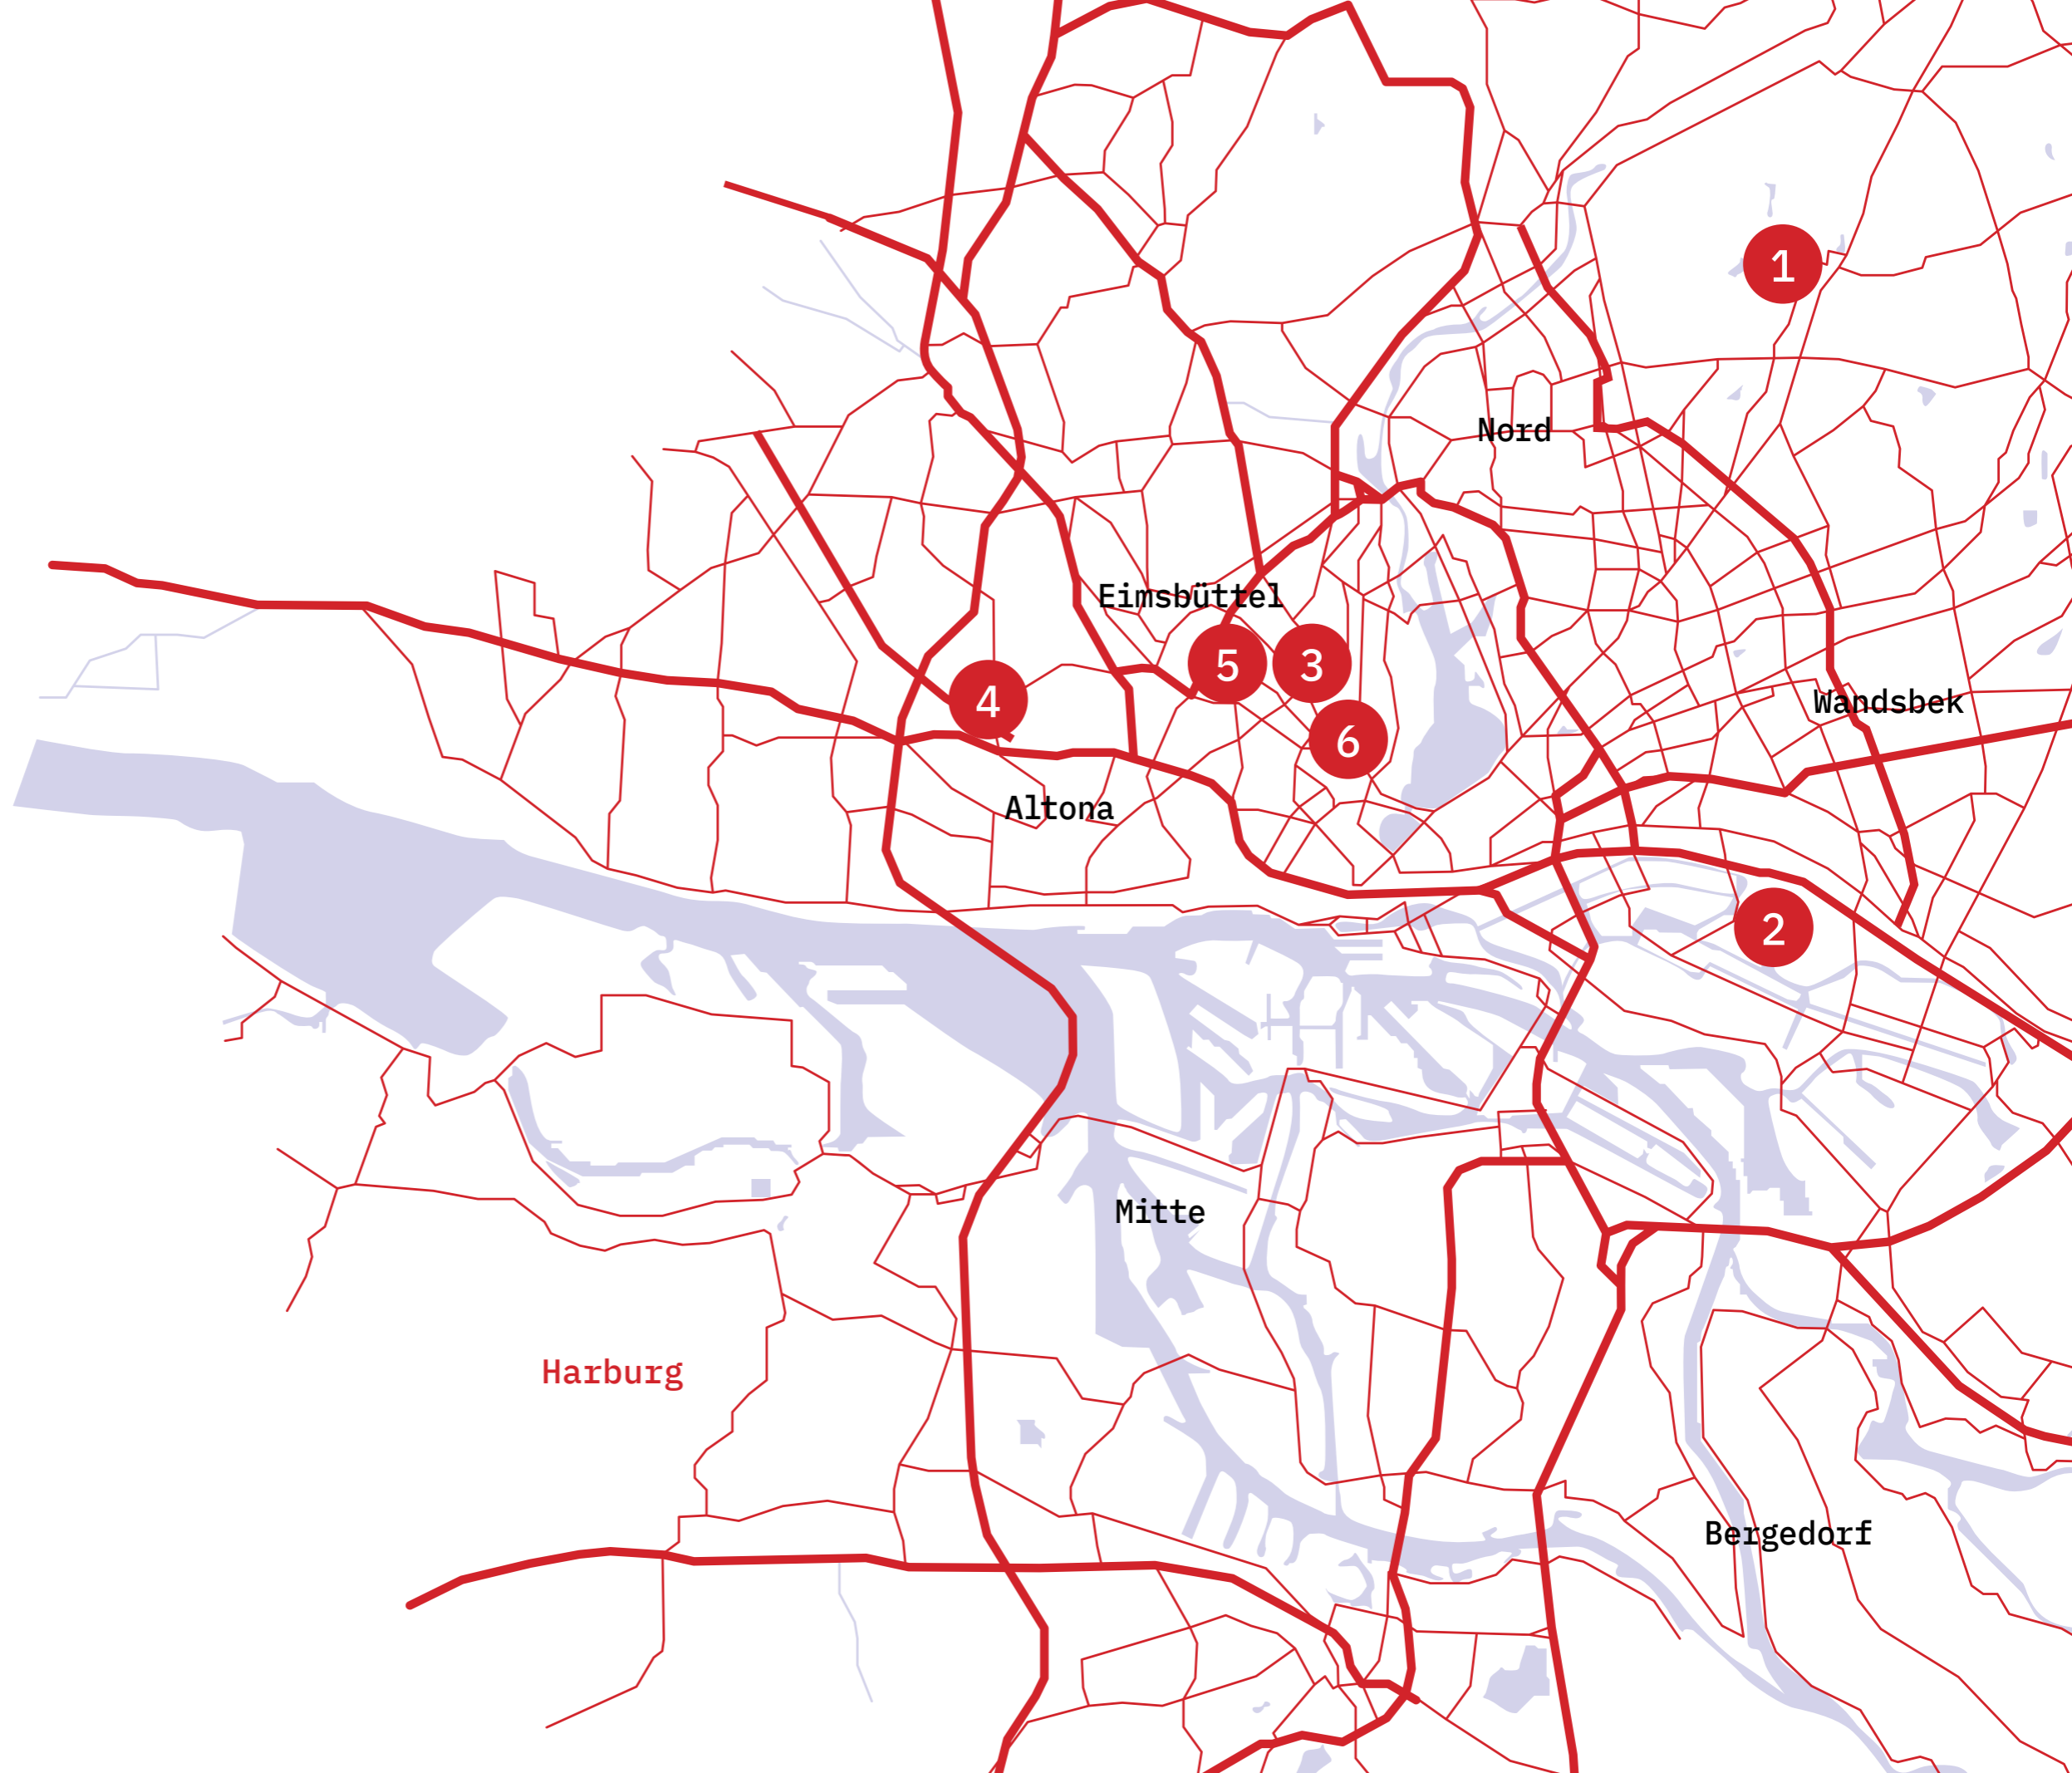 1
Nord
Eimsbüttel
5
3
4
Wandsbek
6
Altona
2
Mitte
Harburg
Bergedorf